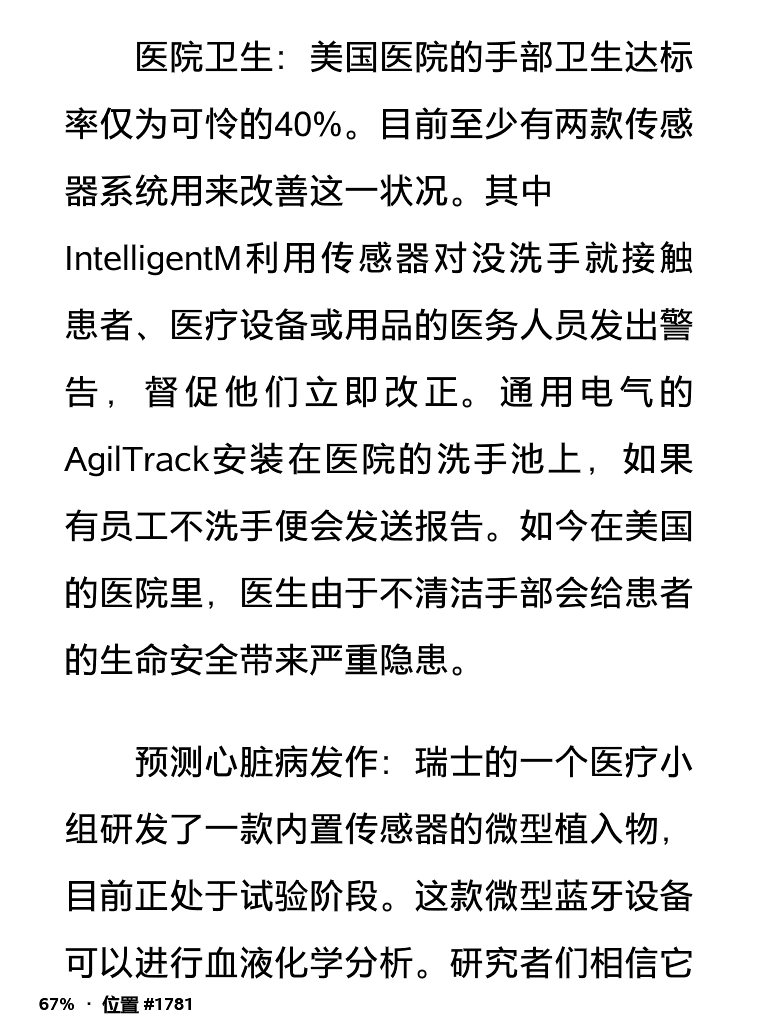 医院卫生：美国医院的手部卫生达标
率仅为可怜的40%。目前至少有两款传感
器系统用来改善这一状况。其中
IntelligentM利用传感器对没洗手就接触
患者、医疗设备或用品的医务人员发出警
告，督促他们立即改正。通用电气的
AgilTrack安装在医院的洗手池上，如果
有员工不洗手便会发送报告。如今在美国
的医院里，医生由于不清洁手部会给患者
的生命安全带来严重隐患。
预测心脏病发作：瑞士的一个医疗小
组研发了一款内置传感器的微型植入物，
目前正处于试验阶段。这款微型蓝牙设备
可以进行血液化学分析。研究者们相信它
67% · 位置 #1781